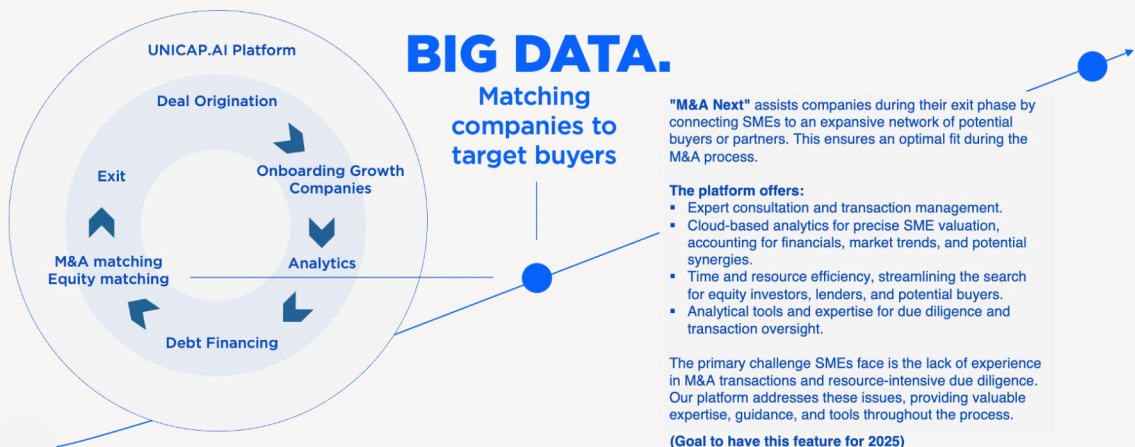 UNICAP.AI Platform
Deal Origination
Onboarding Growth
Companies
Analytics
Debt Financing
M&A matching
Equity matching
Exit
BIG DATA.
Matching
companies to
target buyers
"M&A Next" assists companies during their exit phase by
connecting SMEs to an expansive network of potential
buyers or partners. This ensures an optimal fit during the
M&A process.
The platform offers:
▪ Expert consultation and transaction management.
▪ Cloud-based analytics for precise SME valuation,
accounting for financials, market trends, and potential
synergies.
▪ Time and resource efficiency, streamlining the search
for equity investors, lenders, and potential buyers.
▪ Analytical tools and expertise for due diligence and
transaction oversight.
The primary challenge SMEs face is the lack of experience
in M&A transactions and resource-intensive due diligence.
Our platform addresses these issues, providing valuable
expertise, guidance, and tools throughout the process.
(Goal to have this feature for 2025)